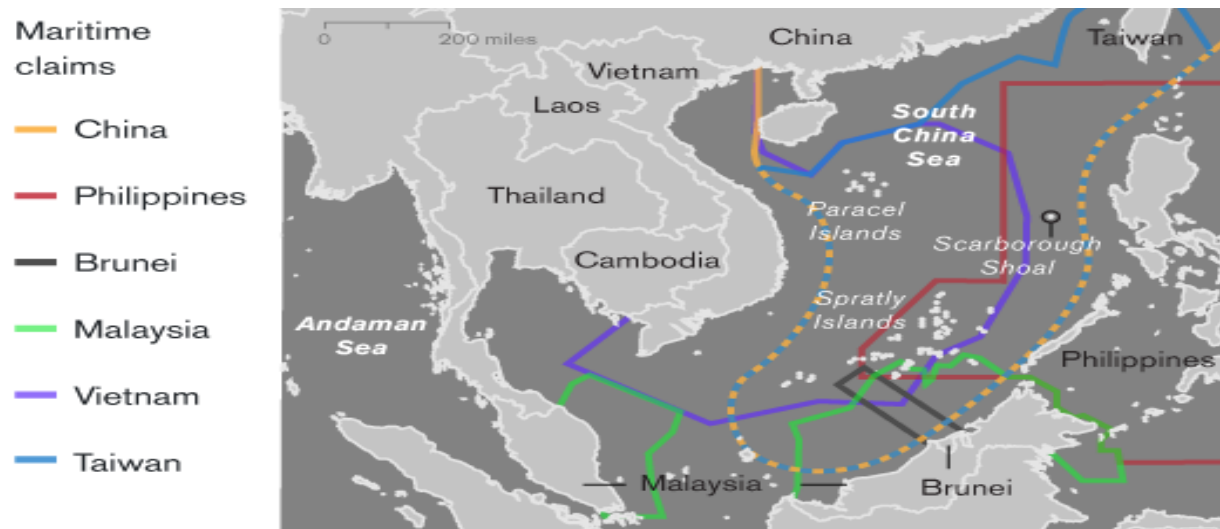 Maritime
claims
China
Philippines
Brunei
Malaysia
Vietnam
Taiwan
0 200 miles
China
Taiwan
Vietnam
Laos
South
China
Sea
Thailand
Paracel
Islands
Scarborough
Shoal
Cambodia
Spratly
Islands
Andaman
Sea
Philippines
Malaysia
Brunei